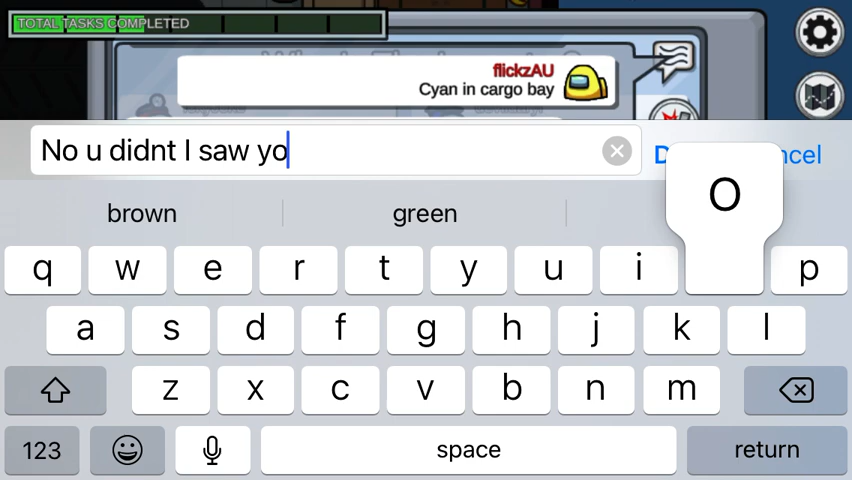 TOTAL TASKS COMPLETED
flickzAU
Cyan in cargo bay
No u didnt I saw yo
brown green
O
q w e r t y u i p
a s d f g h j k l
z x c v b n m
123 space return